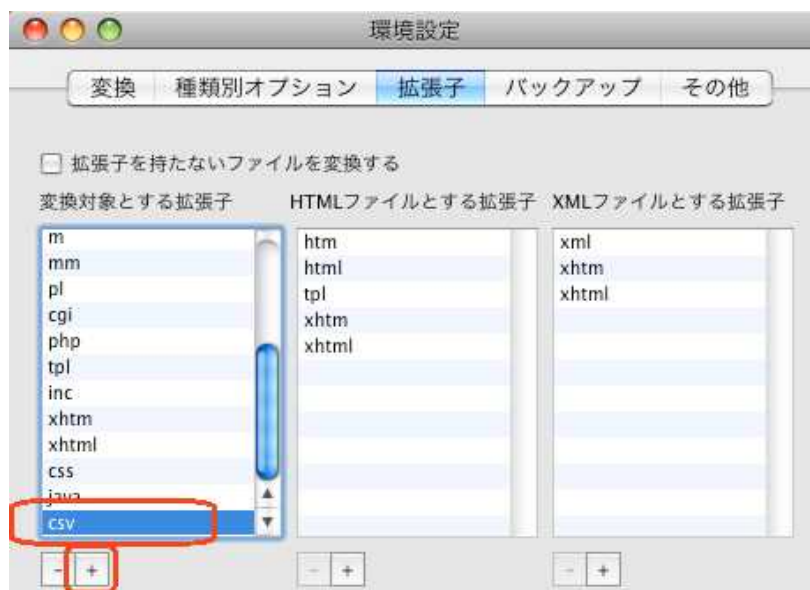 環境設定
変換 種類別オプション 拡張子 バックアップ その他
拡張子を持たないファイルを変換する
変換対象とする拡張子 HTMLファイルとする拡張子 XMLファイルとする拡張子
m
mm
pl
cgi
php
tpl
inc
xhtm
xhtml
css
java
csv
htm
html
tpl
xhtm
xhtml
xml
xhtm
xhtml
- +
- +
- +